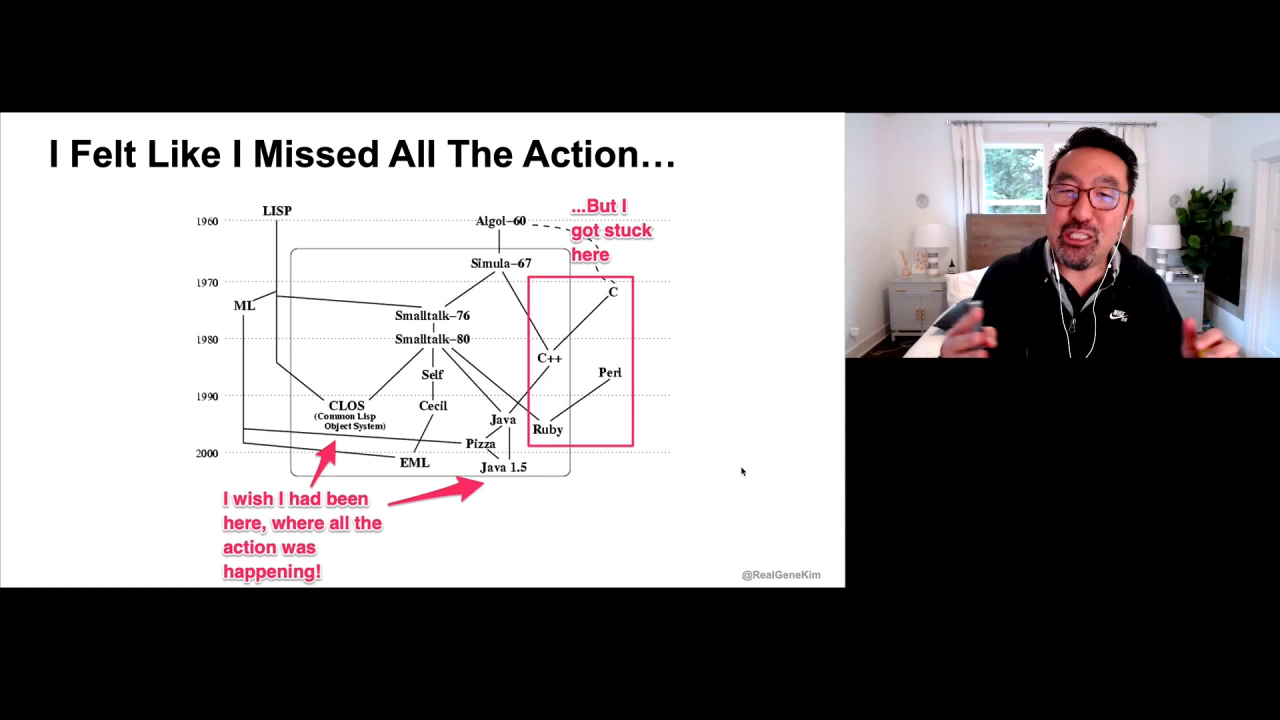 I Felt Like I Missed All The Action…
LISP
1960
Algol–60
...But I
got stuck
here
Simula–67
1970
C
ML
Smalltalk–76
1980
Smalltalk–80
C++
Self
Perl
1990
CLOS
(Common Lisp
Object System)
Cecil
Java
Ruby
Pizza
2000
EML
Java 1.5
I wish I had been
here, where all the
action was
happening!
@RealGeneKim
NIKE